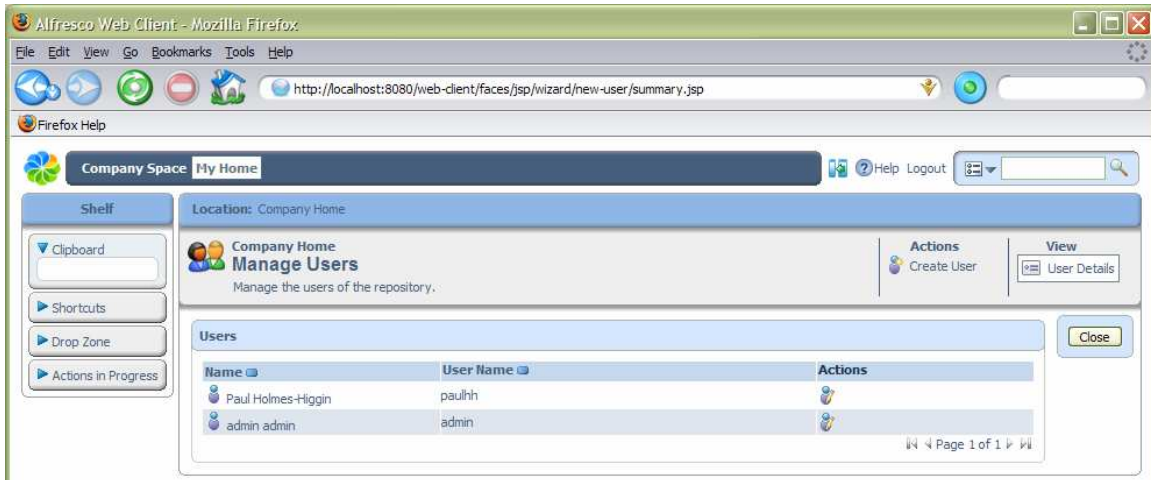 Alfresco Web Client - Mozilla Firefox
File Edit View Go Bookmarks Tools Help
http://localhost:8080/web-client/faces/jsp/wizard/new-user/summary.jsp
Firefox Help
Company Space My Home Help Logout
Shelf
Location: Company Home
Clipboard
Shortcuts
Drop Zone
Actions in Progress
Company Home
Manage Users
Manage the users of the repository.
Actions
Create User
View
User Details
Users
Close
Name User Name Actions
Paul Holmes-Higgin paulhh
admin admin admin
Page 1 of 1